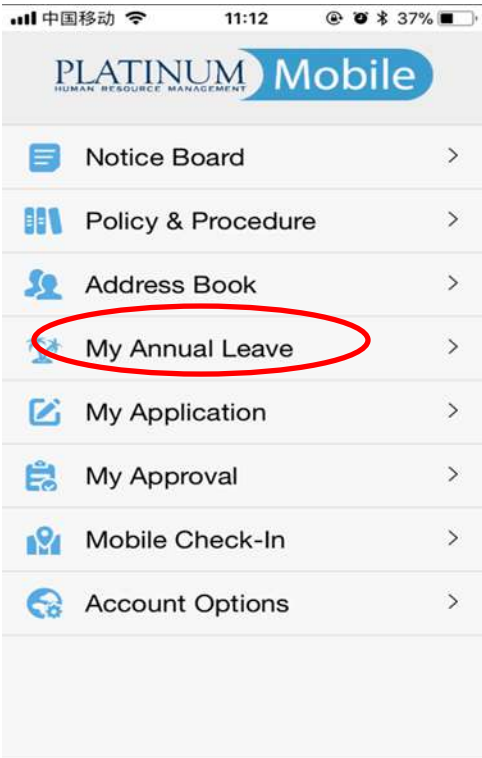 中国移动 11:12 37%
PLATINUM Mobile
HUMAN RESOURCE MANAGEMENT
Notice Board
Policy & Procedure
Address Book
My Annual Leave
My Application
My Approval
Mobile Check-In
Account Options